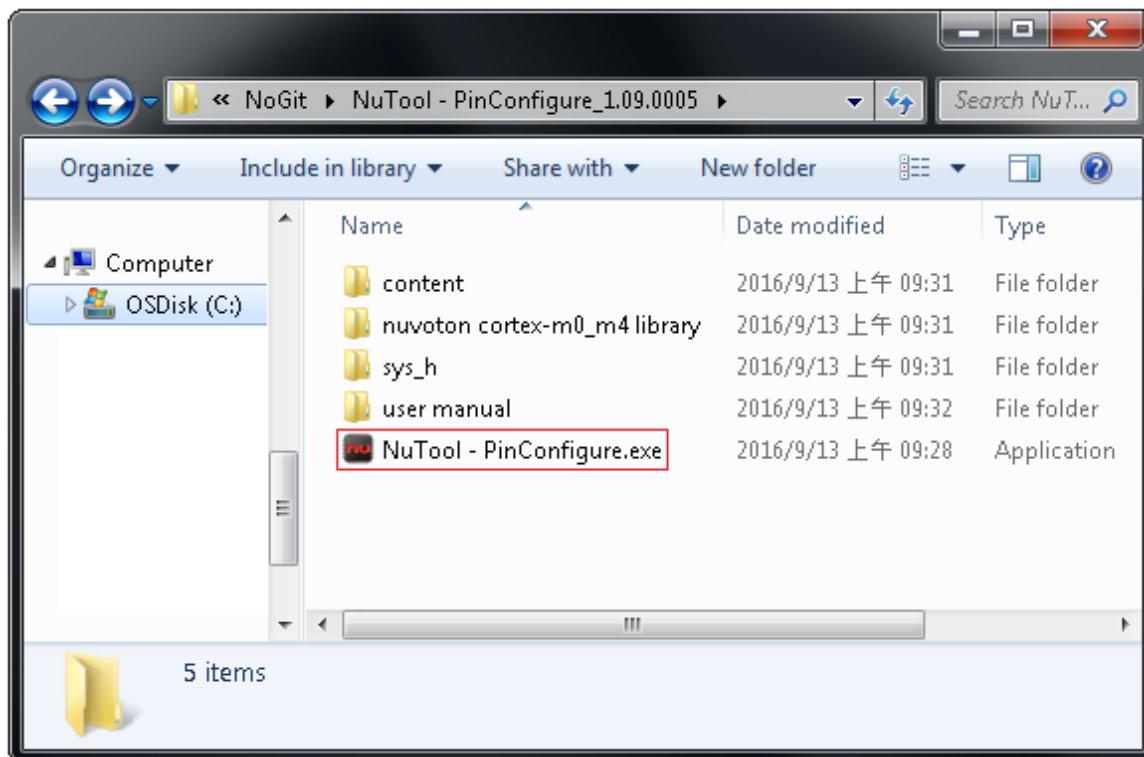 « NoGit ▸ NuTool - PinConfigure_1.09.0005 ▸ Search NuT...
Organize Include in library Share with New folder
Name Date modified Type
Computer
OSDisk (C:)
content 2016/9/13 上午 09:31 File folder
nuvoton cortex-m0_m4 library 2016/9/13 上午 09:31 File folder
sys_h 2016/9/13 上午 09:31 File folder
user manual 2016/9/13 上午 09:32 File folder
NuTool - PinConfigure.exe 2016/9/13 上午 09:28 Application
5 items